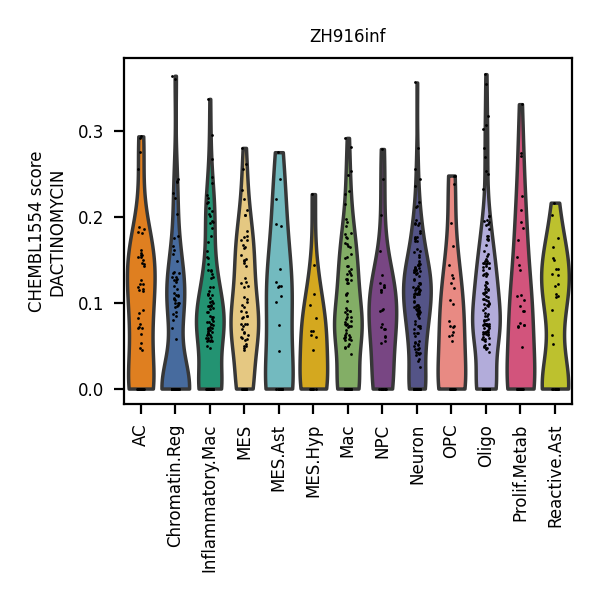 ZH916inf
CHEMBL1554 score
DACTINOMYCIN
0.3
0.2
0.1
0.0
AC
Chromatin.Reg
Inflammatory.Mac
MES
MES.Ast
MES.Hyp
Mac
NPC
Neuron
OPC
Oligo
Prolif.Metab
Reactive.Ast